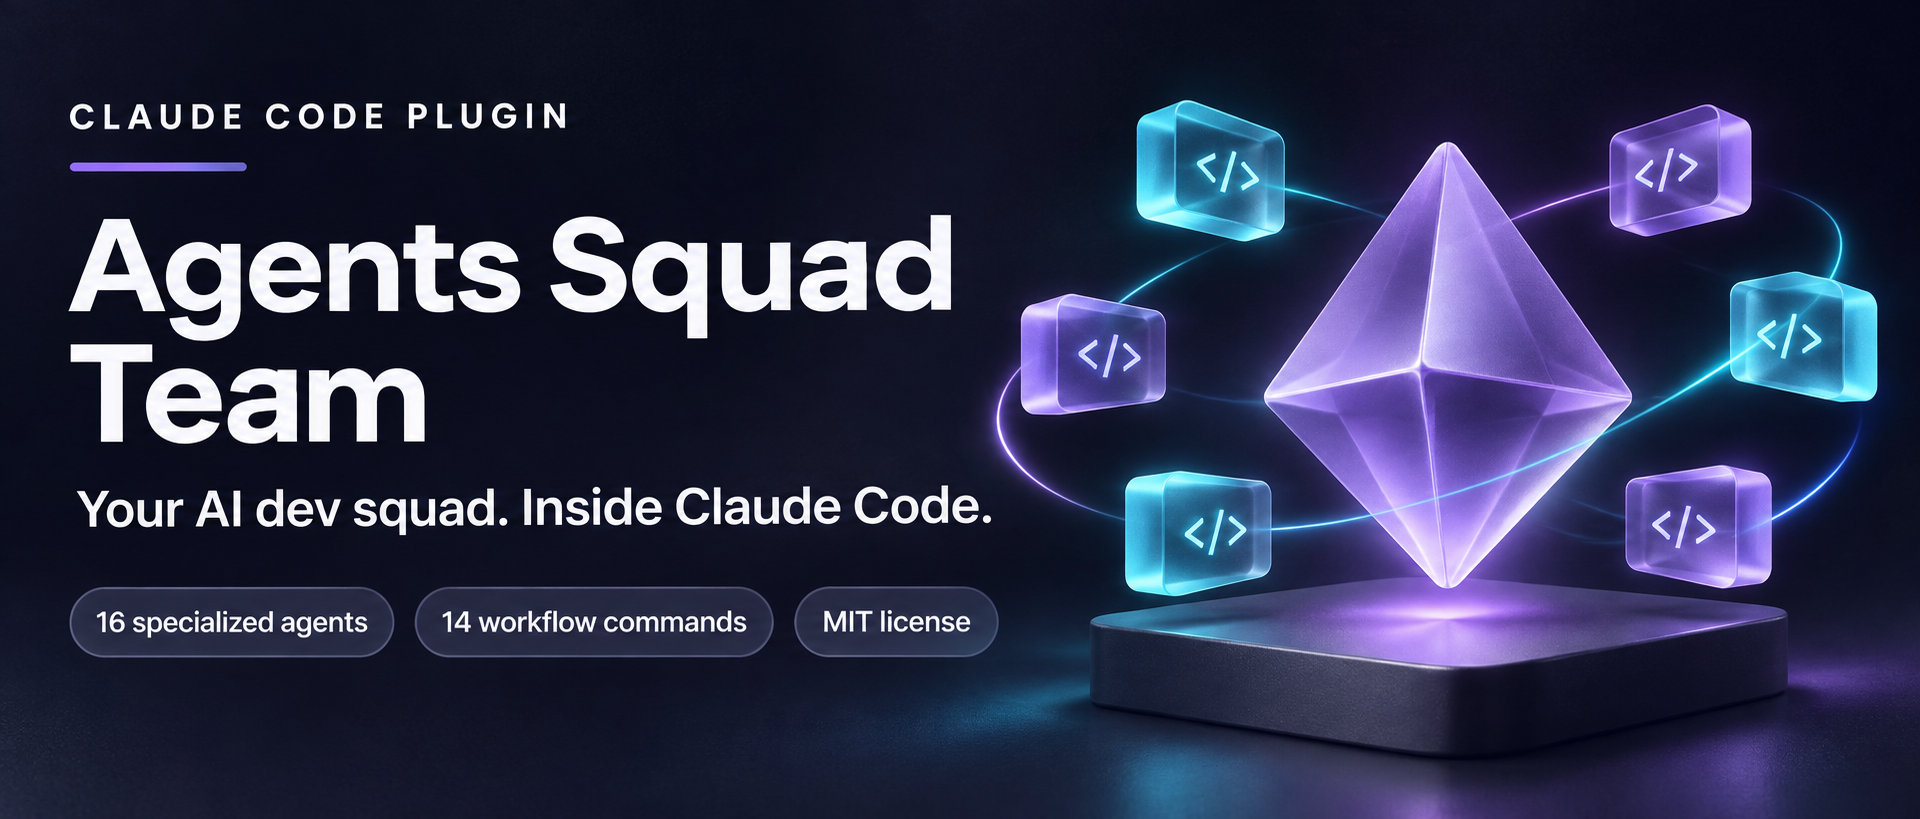 CLAUDE CODE PLUGIN
Agents Squad
Team
Your AI dev squad. Inside Claude Code.
16 specialized agents
14 workflow commands
MIT license
</>
</>
</>
</>
</>
</>